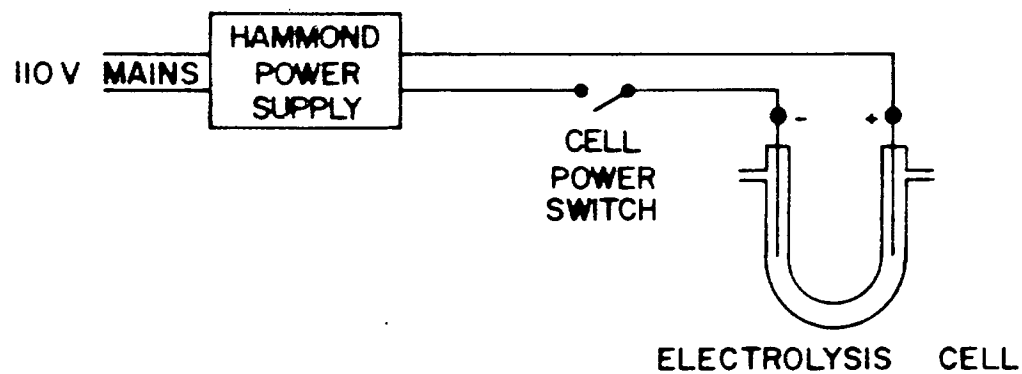 110 V MAINS
HAMMOND
POWER
SUPPLY
CELL
POWER
SWITCH
- +
ELECTROLYSIS CELL